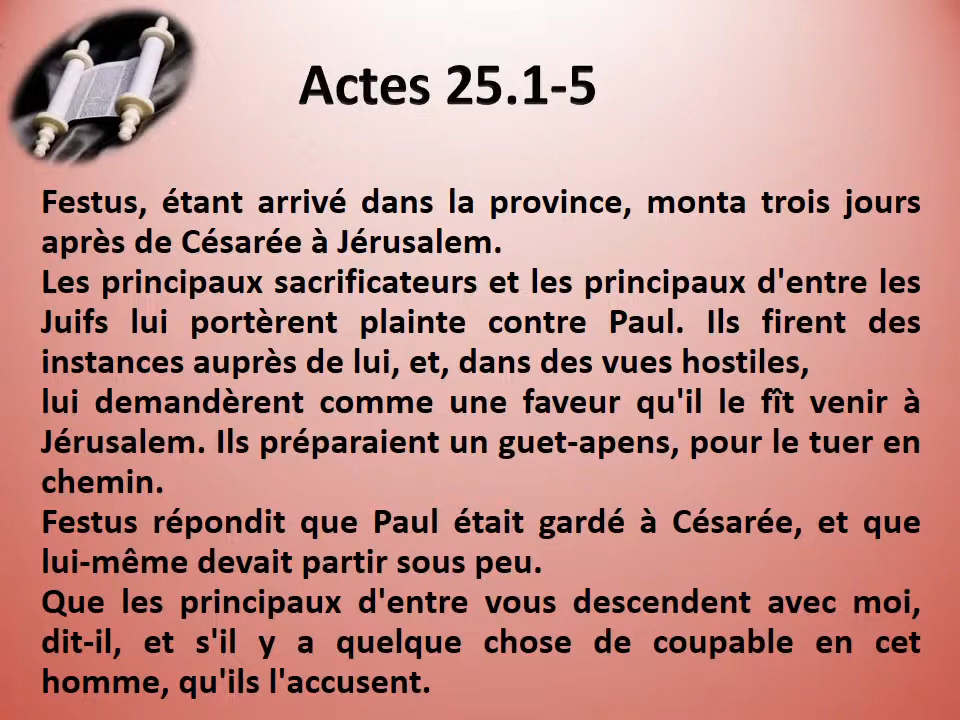 Actes 25.1-5
Festus, étant arrivé dans la province, monta trois jours
après de Césarée à Jérusalem.
Les principaux sacrificateurs et les principaux d'entre les
Juifs lui portèrent plainte contre Paul. Ils firent des
instances auprès de lui, et, dans des vues hostiles,
lui demandèrent comme une faveur qu'il le fît venir à
Jérusalem. Ils préparaient un guet-apens, pour le tuer en
chemin.
Festus répondit que Paul était gardé à Césarée, et que
lui-même devait partir sous peu.
Que les principaux d'entre vous descendent avec moi,
dit-il, et s'il y a quelque chose de coupable en cet
homme, qu'ils l'accusent.